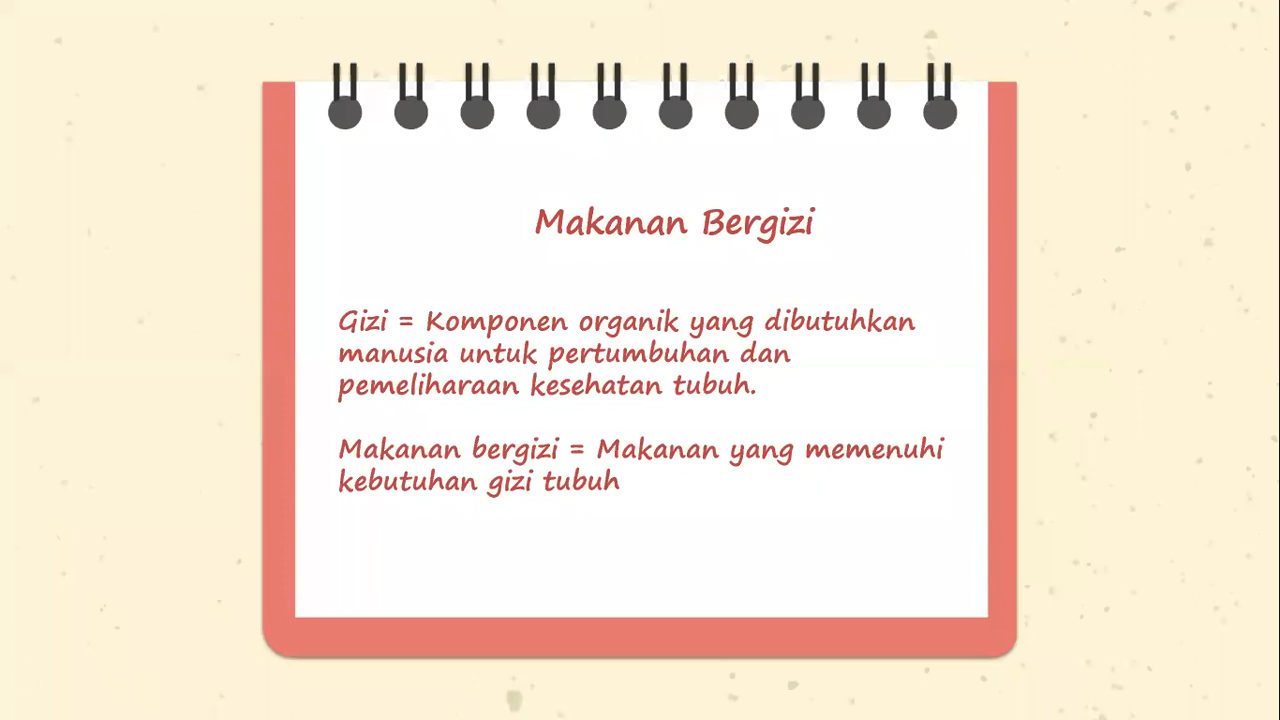 Makanan Bergizi
Gizi = Komponen organik yang dibutuhkan
manusia untuk pertumbuhan dan
pemeliharaan kesehatan tubuh.
Makanan bergizi = Makanan yang memenuhi
kebutuhan gizi tubuh